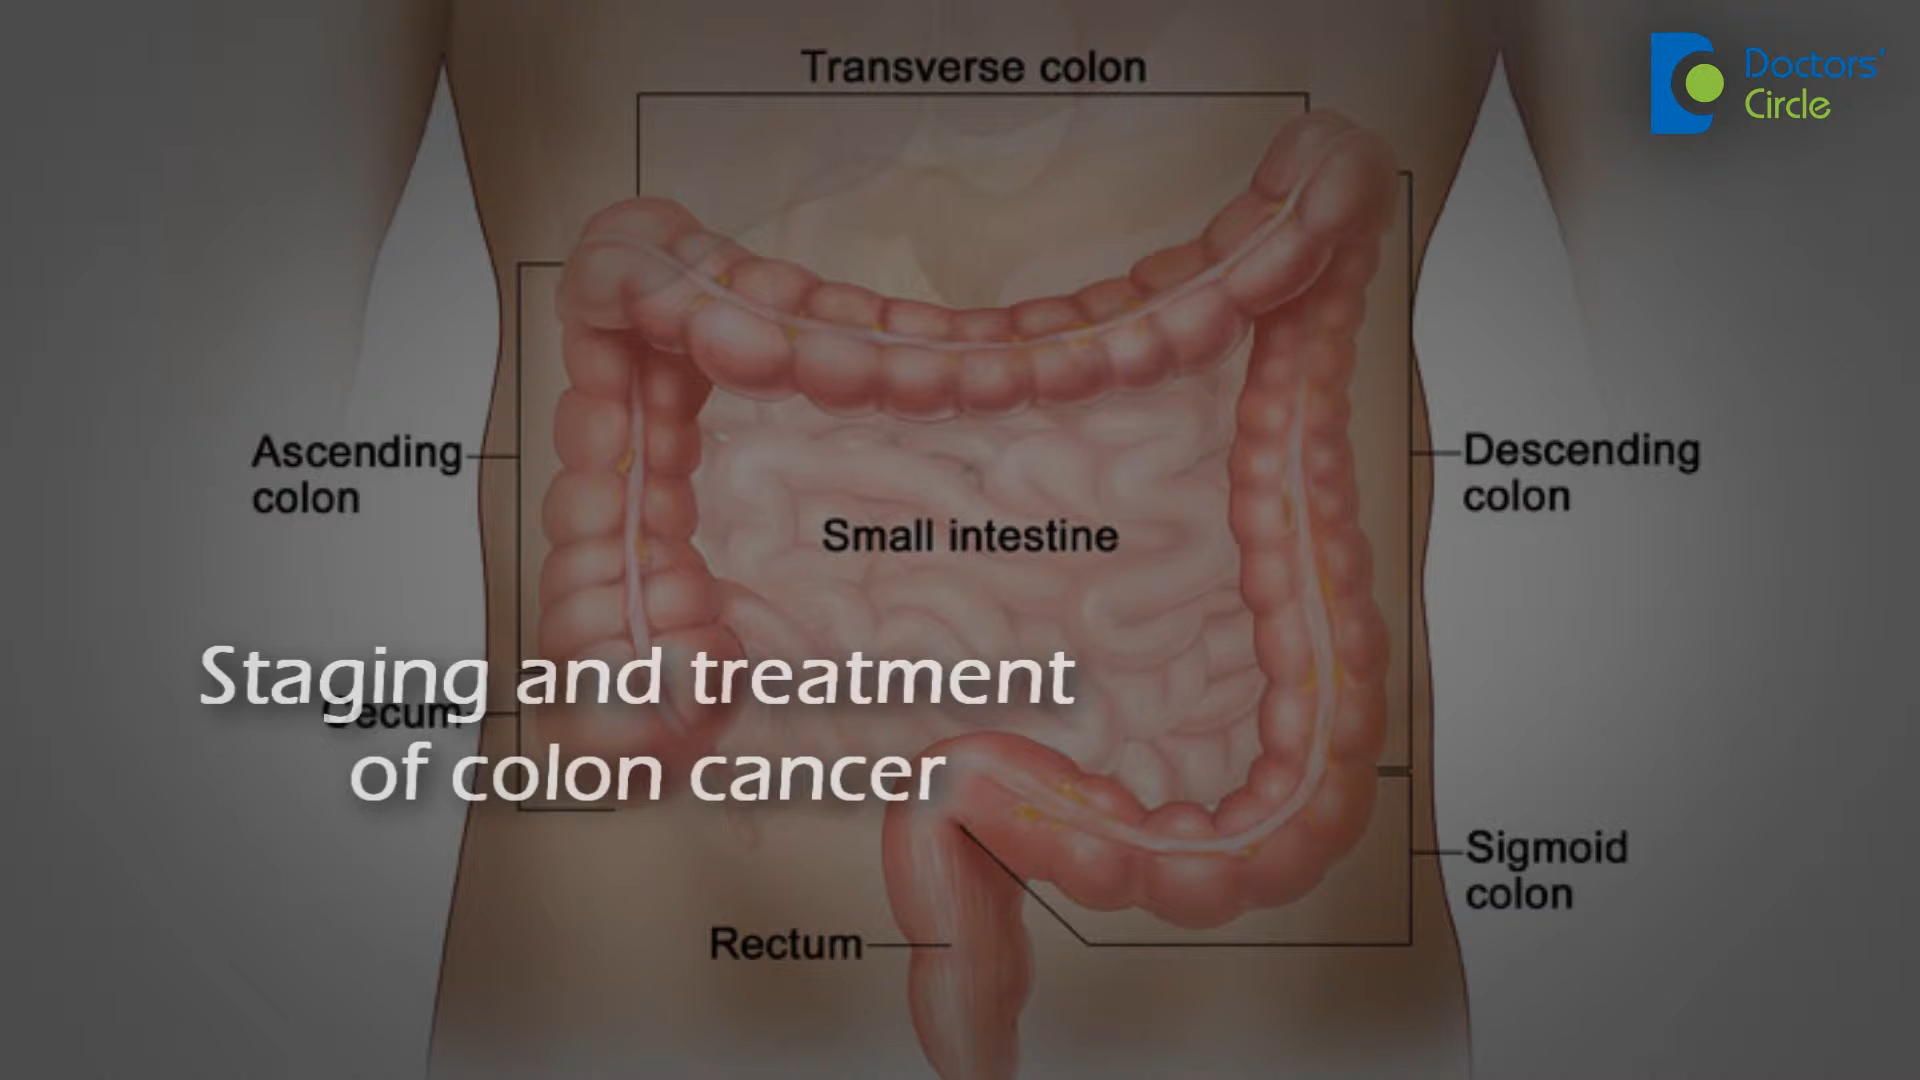 Transverse colon
Doctors'
Circle
Ascending
colon
Descending
colon
Small intestine
Staging and treatment
Cecum
of colon cancer
Sigmoid
colon
Rectum